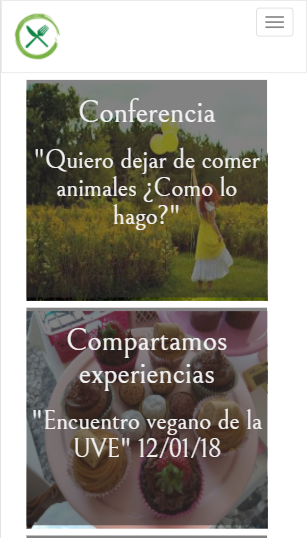 Conferencia
"Quiero dejar de comer
animales ¿Como lo
hago?"
Compartamos
experiencias
"Encuentro vegano de la
UVE" 12/01/18